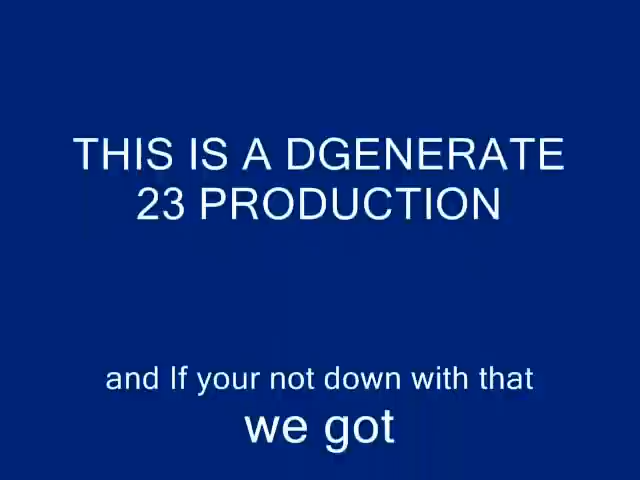 THIS IS A DGENERATE
23 PRODUCTION
and If your not down with that
we got